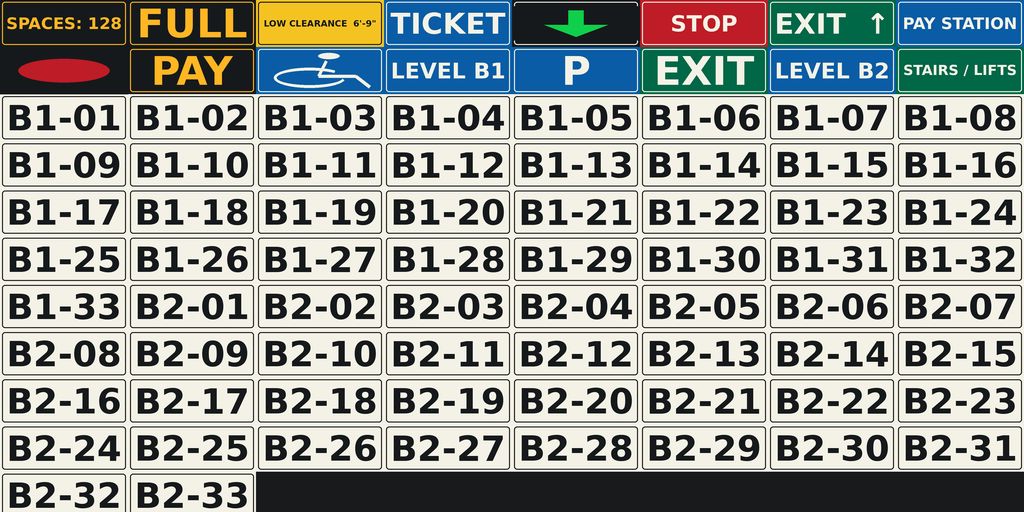 SPACES: 128 FULL LOW CLEARANCE 6'-9" TICKET STOP EXIT ↑ PAY STATION
PAY LEVEL B1 P EXIT LEVEL B2 STAIRS / LIFTS
B1-01 B1-02 B1-03 B1-04 B1-05 B1-06 B1-07 B1-08
B1-09 B1-10 B1-11 B1-12 B1-13 B1-14 B1-15 B1-16
B1-17 B1-18 B1-19 B1-20 B1-21 B1-22 B1-23 B1-24
B1-25 B1-26 B1-27 B1-28 B1-29 B1-30 B1-31 B1-32
B1-33 B2-01 B2-02 B2-03 B2-04 B2-05 B2-06 B2-07
B2-08 B2-09 B2-10 B2-11 B2-12 B2-13 B2-14 B2-15
B2-16 B2-17 B2-18 B2-19 B2-20 B2-21 B2-22 B2-23
B2-24 B2-25 B2-26 B2-27 B2-28 B2-29 B2-30 B2-31
B2-32 B2-33